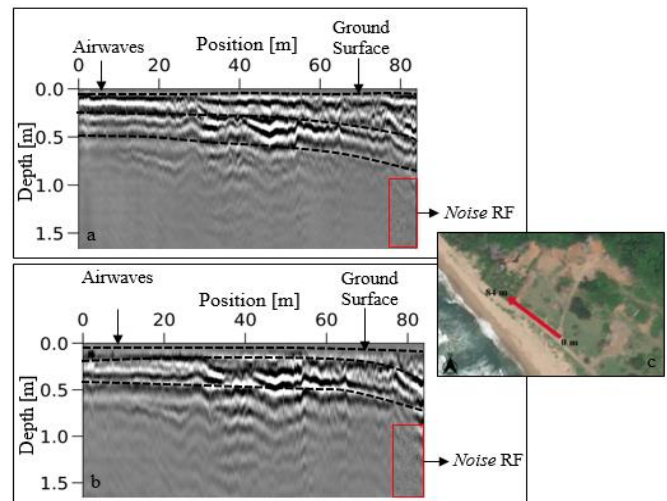 Airwaves
Position [m]
Ground
Surface
0 20 40 60 80
Depth [m]
0.0
0.5
1.0
1.5
a
Noise RF
Airwaves
Position [m]
Ground
Surface
0 20 40 60 80
Depth [m]
0.0
0.5
1.0
1.5
b
Noise RF
84 m
0 m
C